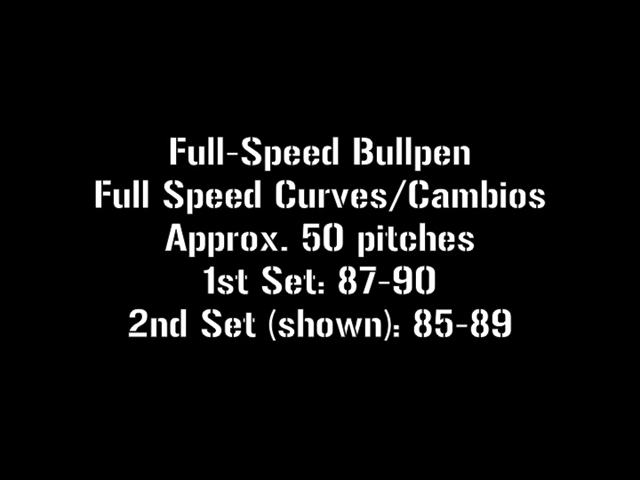 Full-Speed Bullpen
Full Speed Curves/Cambios
Approx. 50 pitches
1st Set: 87-90
2nd Set (shown): 85-89